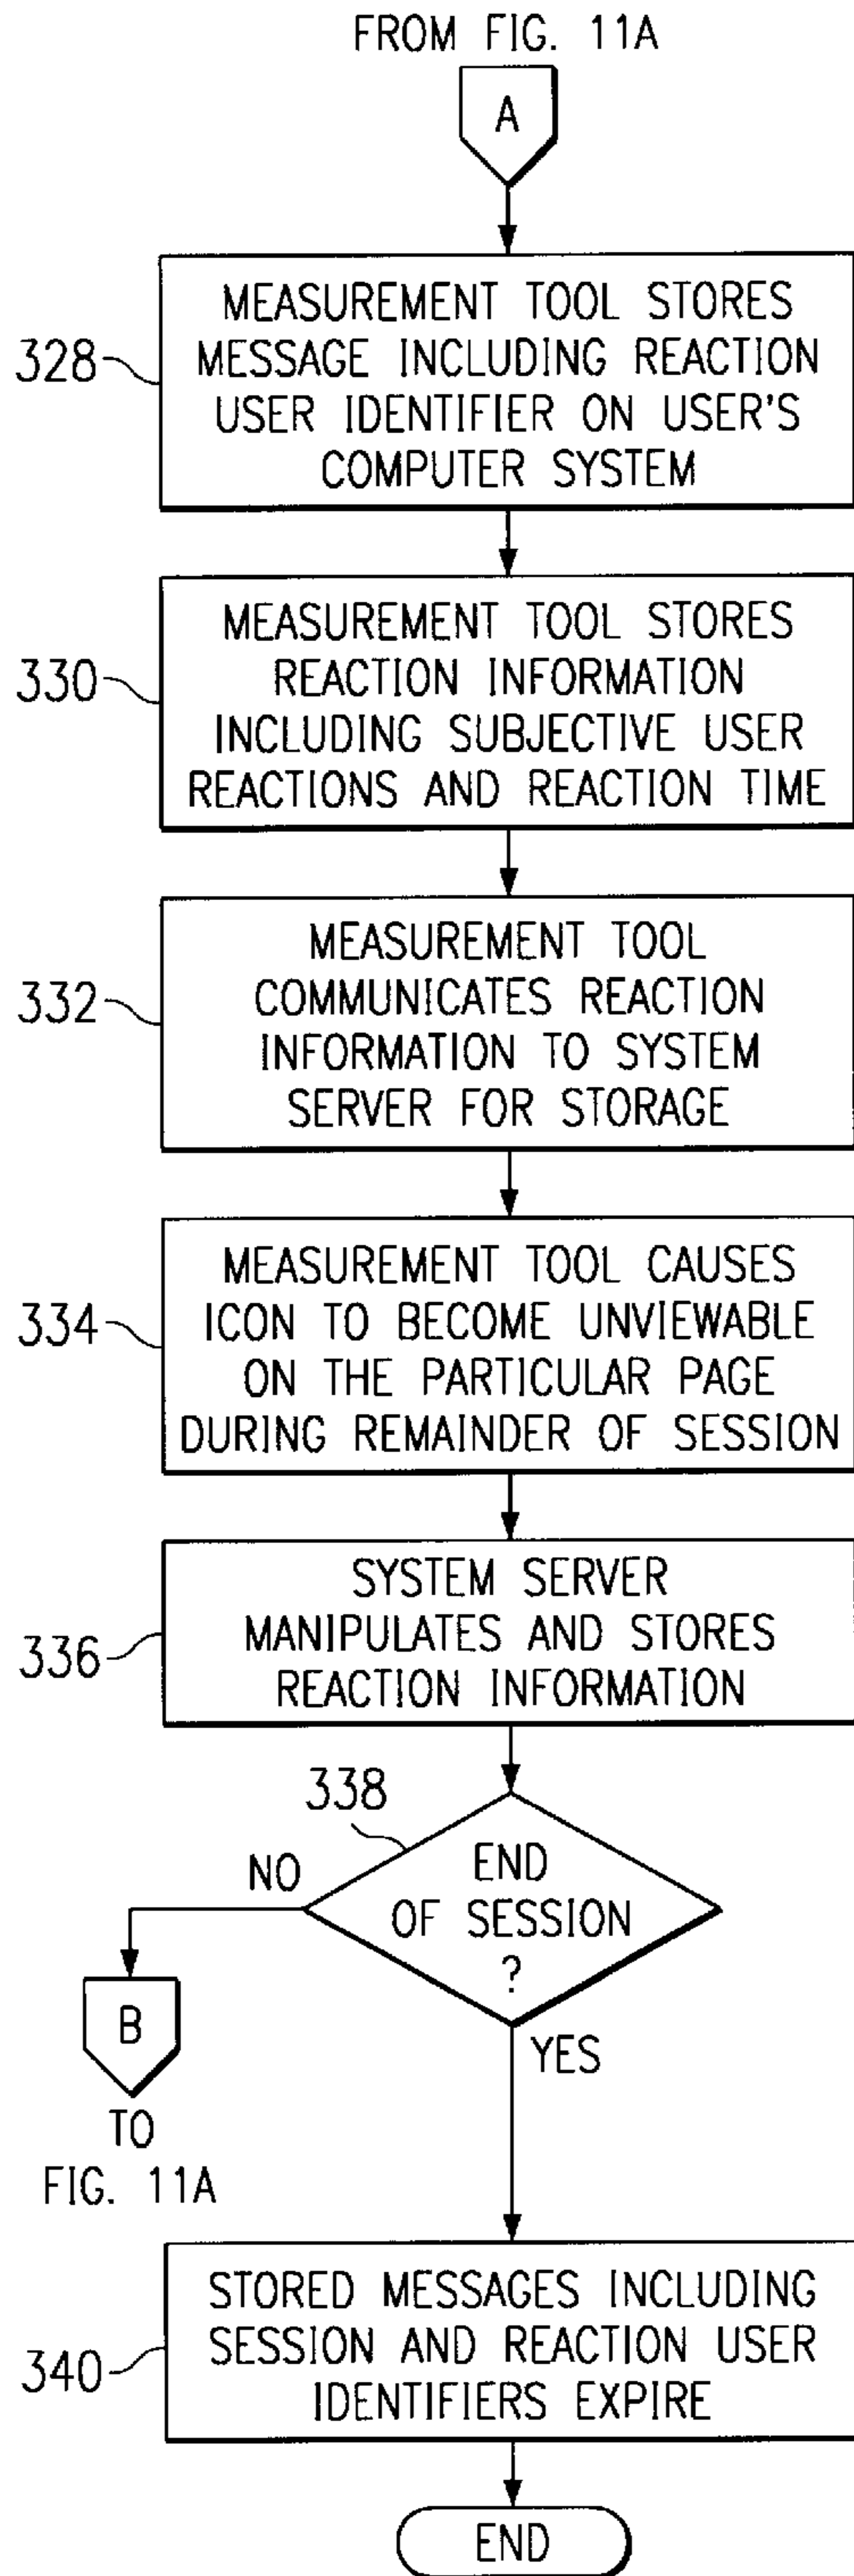 FROM FIG. 11A
A
328
MEASUREMENT TOOL STORES
MESSAGE INCLUDING REACTION
USER IDENTIFIER ON USER'S
COMPUTER SYSTEM
330
MEASUREMENT TOOL STORES
REACTION INFORMATION
INCLUDING SUBJECTIVE USER
REACTIONS AND REACTION TIME
332
MEASUREMENT TOOL
COMMUNICATES REACTION
INFORMATION TO SYSTEM
SERVER FOR STORAGE
334
MEASUREMENT TOOL CAUSES
ICON TO BECOME UNVIEWABLE
ON THE PARTICULAR PAGE
DURING REMAINDER OF SESSION
336
SYSTEM SERVER
MANIPULATES AND STORES
REACTION INFORMATION
338
END
OF SESSION
?
NO
B
TO
FIG. 11A
YES
340
STORED MESSAGES INCLUDING
SESSION AND REACTION USER
IDENTIFIERS EXPIRE
END